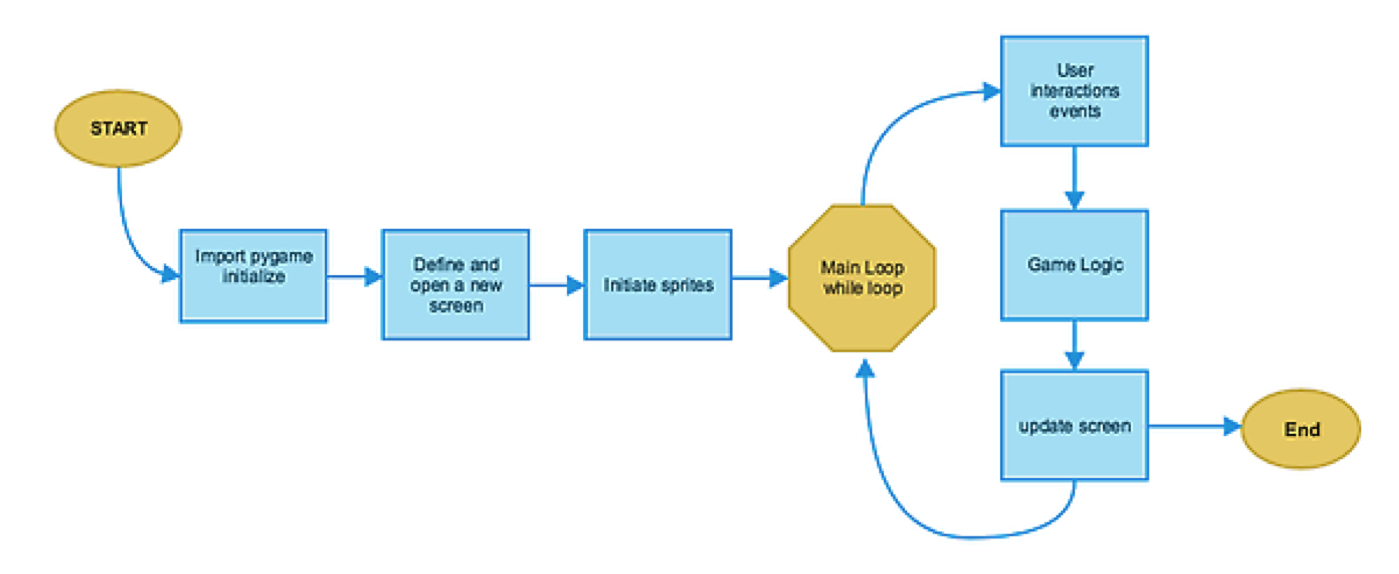 START
Import pygame
initialize
Define and
open a new
screen
Initiate sprites
Main Loop
while loop
User
interactions
events
Game Logic
update screen
End